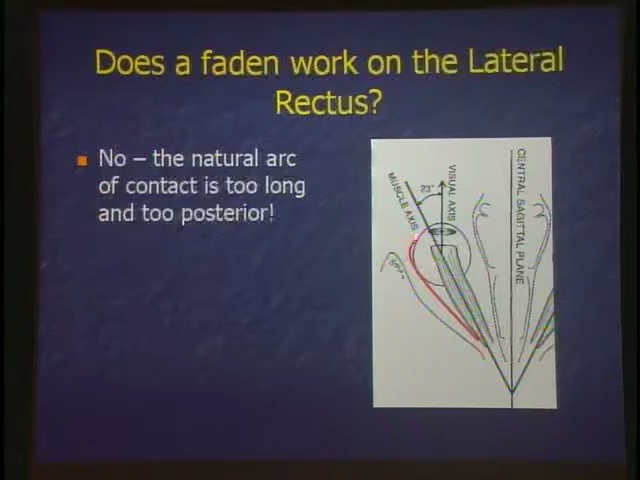 Does a faden work on the Lateral
Rectus?
No – the natural arc
of contact is too long
and too posterior!
CENTRAL SAGITTAL PLANE
VISUAL AXIS
23°
MUSCLE AXIS